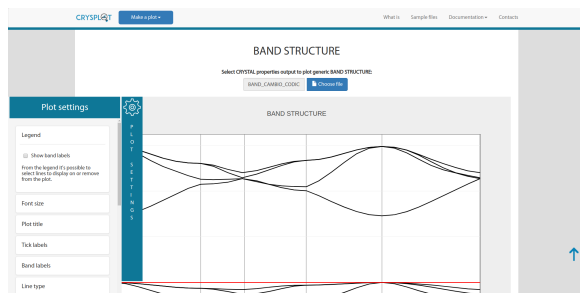 CRYSPLOT
Make a plot
What is
Sample files
Documentation
Contacts
BAND STRUCTURE
Select CRYSTAL properties output to plot generic BAND STRUCTURE:
BAND_CAMBIO_CODIC
Choose file
Plot settings
PLOT SETTINGS
BAND STRUCTURE
Legend
Show band labels
From the legend it's possible to
select lines to display on or remove
from the plot.
Font size
Plot title
Tick labels
Band labels
Line type